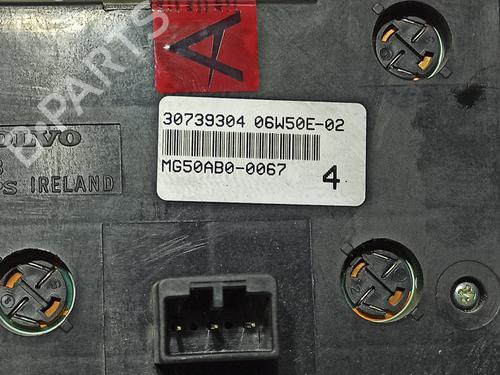 A
B-PARTS
30739304 06W50E-02
VOLVO
MG50AB0-0067
4
IRELAND